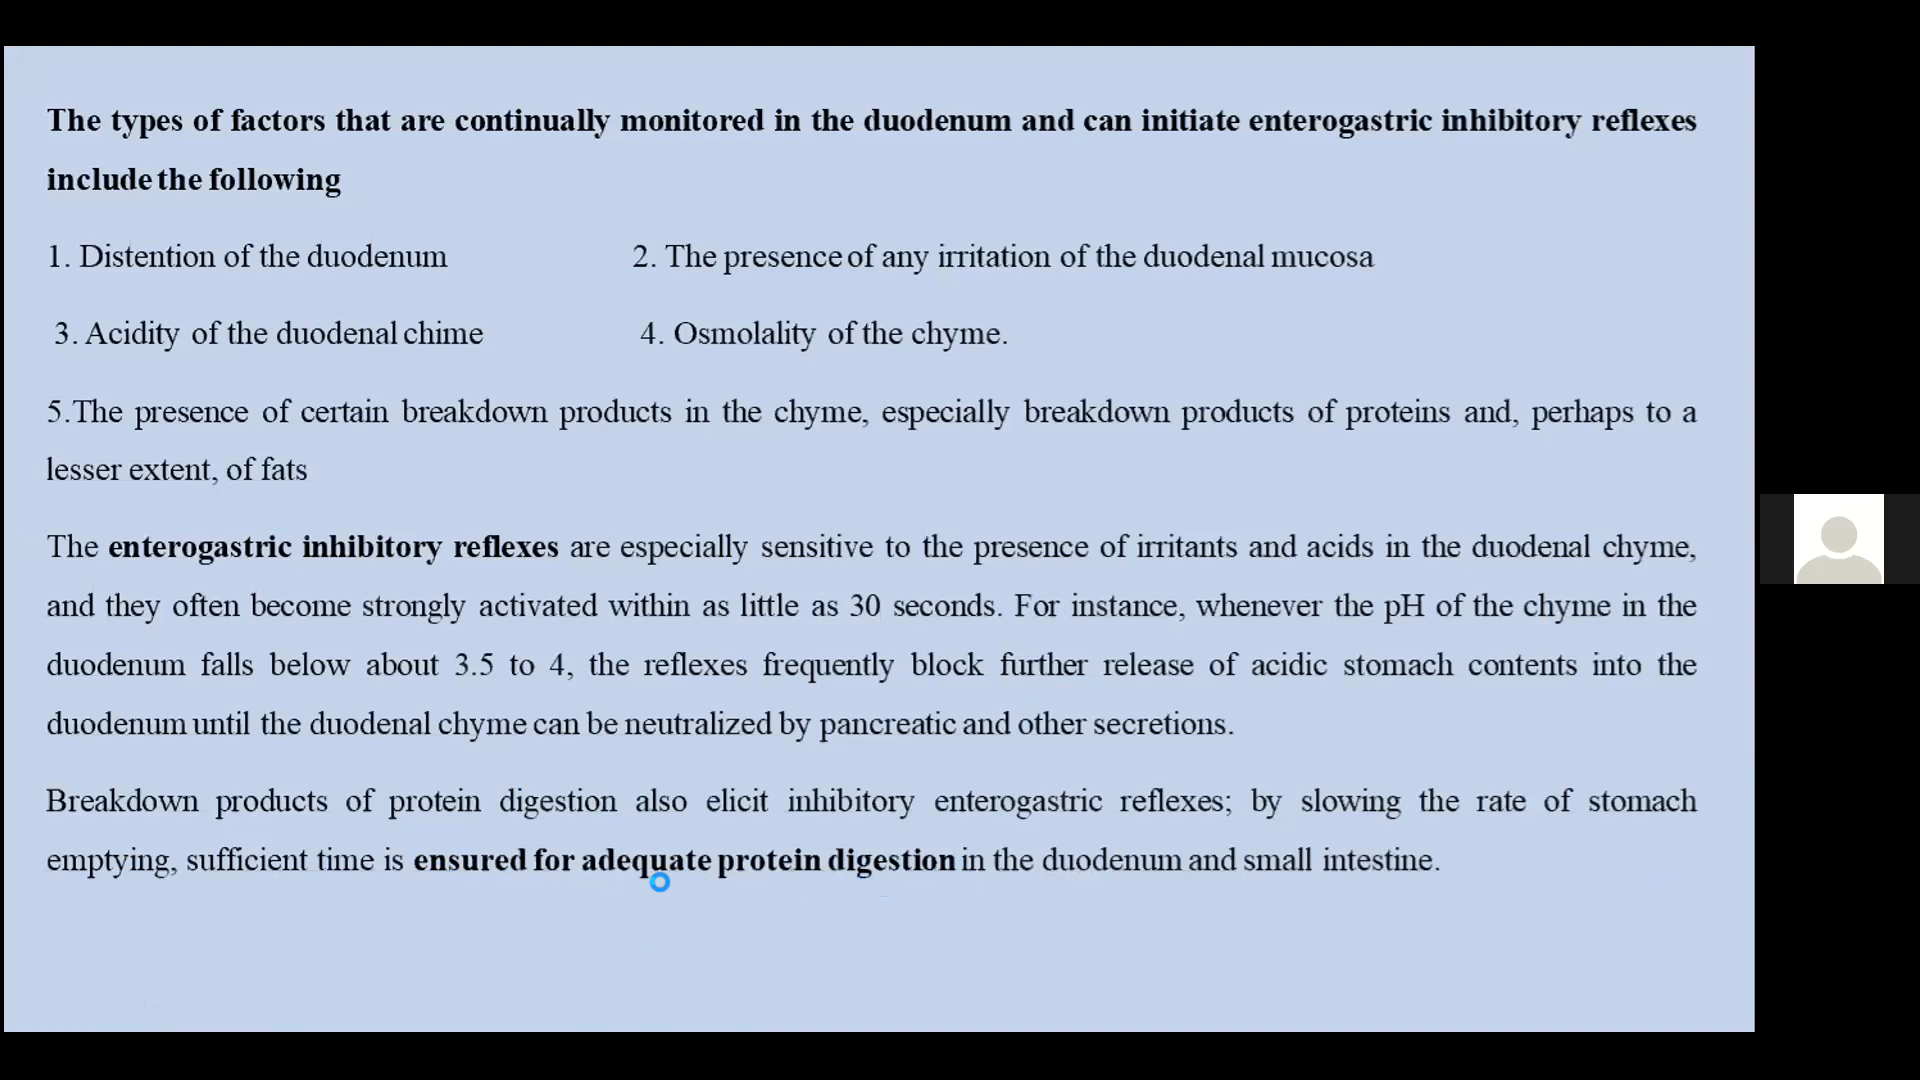 The types of factors that are continually monitored in the duodenum and can initiate enterogastric inhibitory reflexes
include the following
1. Distention of the duodenum 2. The presence of any irritation of the duodenal mucosa
3. Acidity of the duodenal chime 4. Osmolality of the chyme.
5.The presence of certain breakdown products in the chyme, especially breakdown products of proteins and, perhaps to a
lesser extent, of fats
The enterogastric inhibitory reflexes are especially sensitive to the presence of irritants and acids in the duodenal chyme,
and they often become strongly activated within as little as 30 seconds. For instance, whenever the pH of the chyme in the
duodenum falls below about 3.5 to 4, the reflexes frequently block further release of acidic stomach contents into the
duodenum until the duodenal chyme can be neutralized by pancreatic and other secretions.
Breakdown products of protein digestion also elicit inhibitory enterogastric reflexes; by slowing the rate of stomach
emptying, sufficient time is ensured for adequate protein digestion in the duodenum and small intestine.